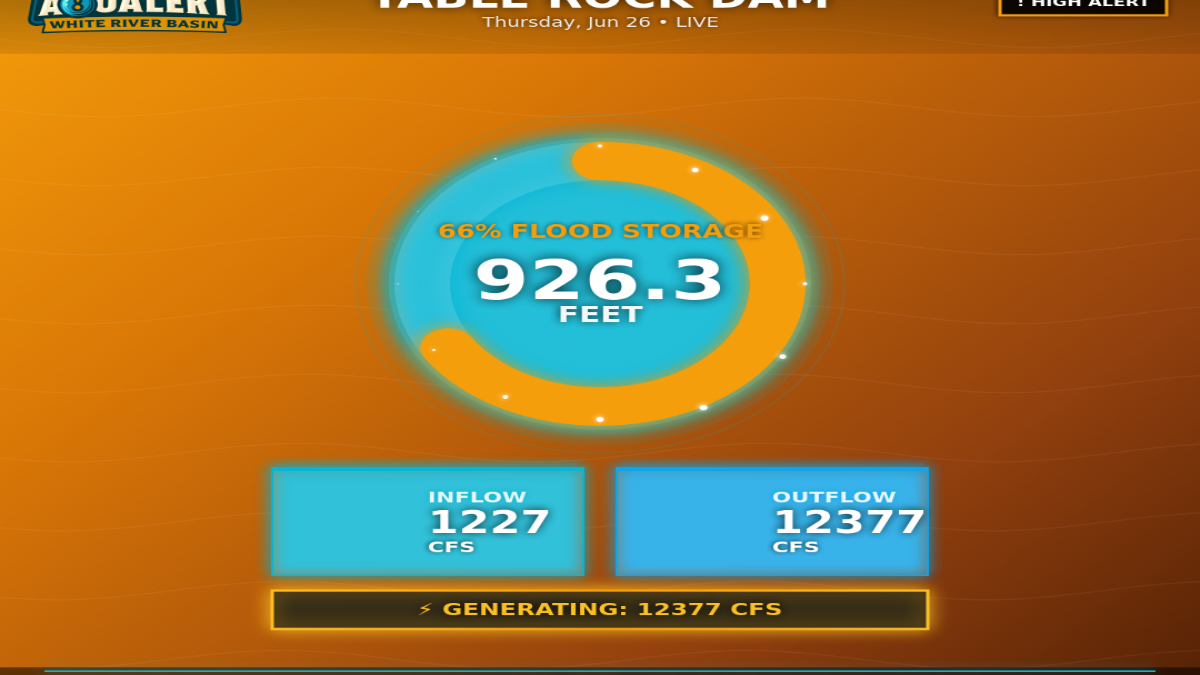 AQUALERT
WHITE RIVER BASIN
TABLE ROCK DAM
Thursday, Jun 26 • LIVE
! HIGH ALERT
66% FLOOD STORAGE
926.3
FEET
INFLOW
1227
CFS
OUTFLOW
12377
CFS
⚡ GENERATING: 12377 CFS